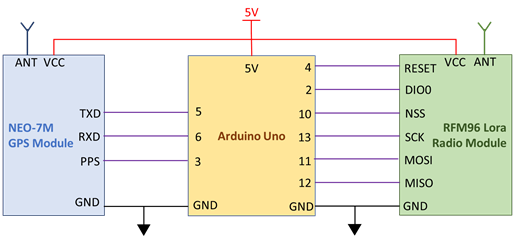 5V
ANT VCC
5V
VCC ANT
4
RESET
2
DIO0
TXD
5
10
NSS
NEO-7M
GPS Module
RXD
6
Arduino Uno
13
SCK
RFM96 Lora
Radio Module
PPS
3
11
MOSI
12
MISO
GND
GND
GND
GND